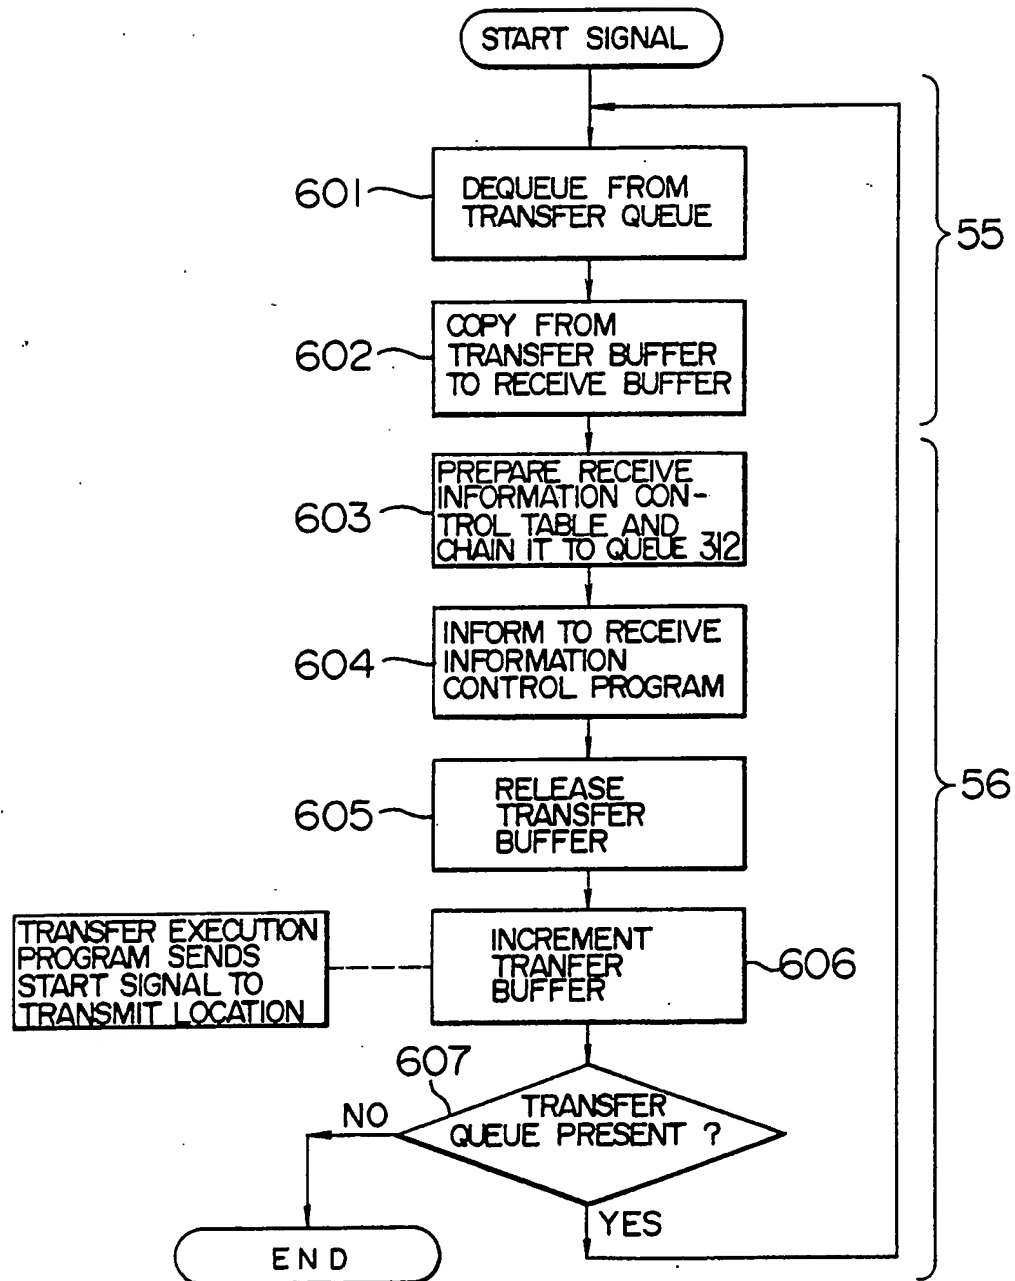 START SIGNAL
601
DEQUEUE FROM
TRANSFER QUEUE
55
602
COPY FROM
TRANSFER BUFFER
TO RECEIVE BUFFER
603
PREPARE RECEIVE
INFORMATION CON-
TROL TABLE AND
CHAIN IT TO QUEUE 312
604
INFORM TO RECEIVE
INFORMATION
CONTROL PROGRAM
605
RELEASE
TRANSFER
BUFFER
56
TRANSFER EXECUTION
PROGRAM SENDS
START SIGNAL TO
TRANSMIT LOCATION
INCREMENT
TRANFER
BUFFER
606
607
TRANSFER
QUEUE PRESENT ?
NO
YES
END